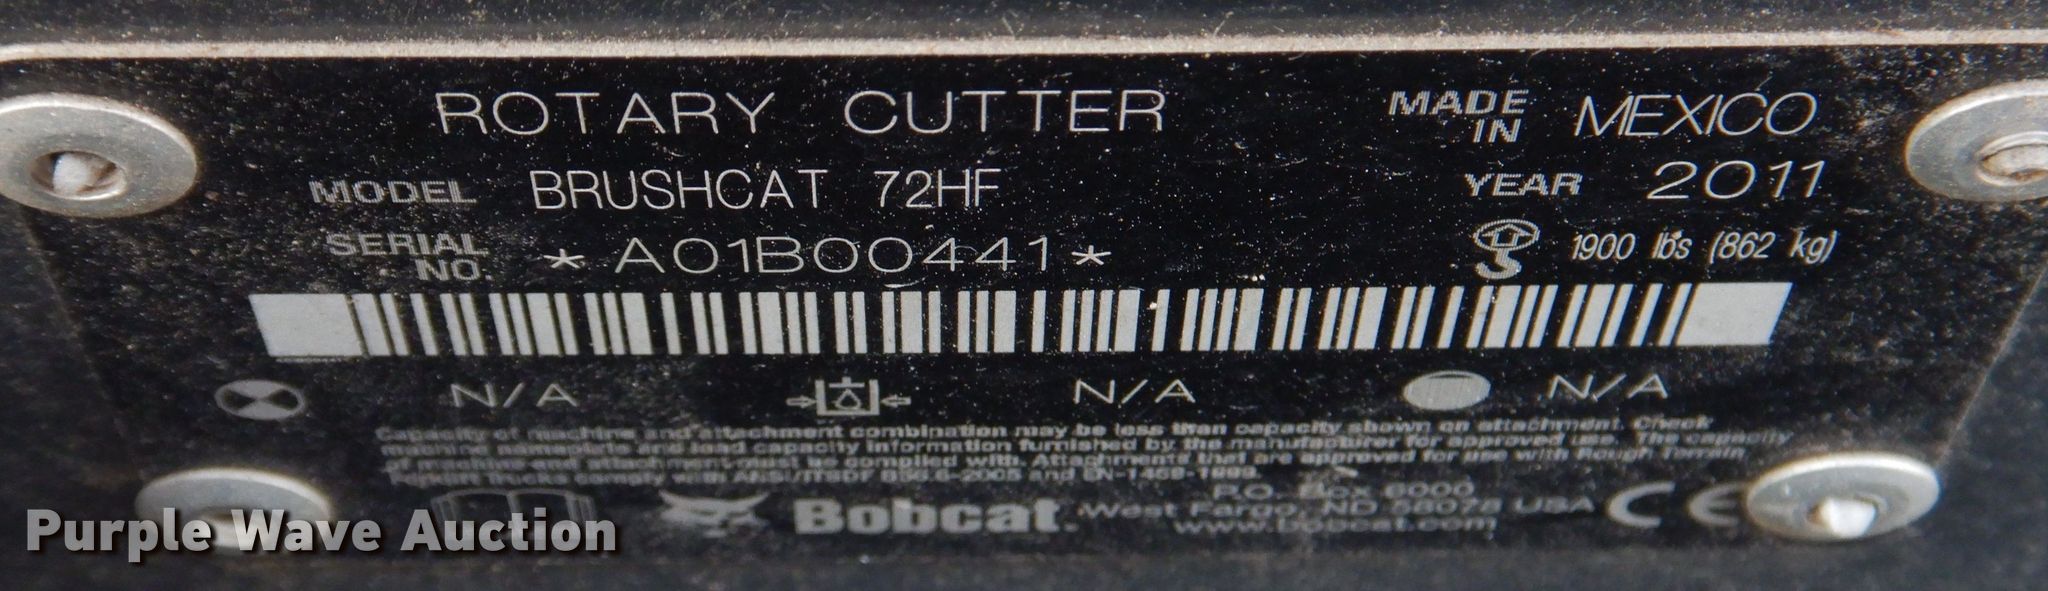 ROTARY CUTTER
MADE IN MEXICO
MODEL BRUSHCAT 72HF
YEAR 2011
SERIAL NO. *A01B00441*
1900 lbs (862 kg)
N/A N/A N/A
Capacity of machine and attachment combination may be less than capacity shown on attachment. Check
machine nameplate and load capacity information furnished by the manufacturer for approved use. The capacity
of machine and attachment must be complied with. Attachments that are approved for use with Rough Terrain
Forklift Trucks comply with ANSI/ITSDF B56.6-2005 and EN-1459-1999.
Bobcat.
P.O. Box 6000
West Fargo, ND 58078 USA
www.bobcat.com
CE
Purple Wave Auction